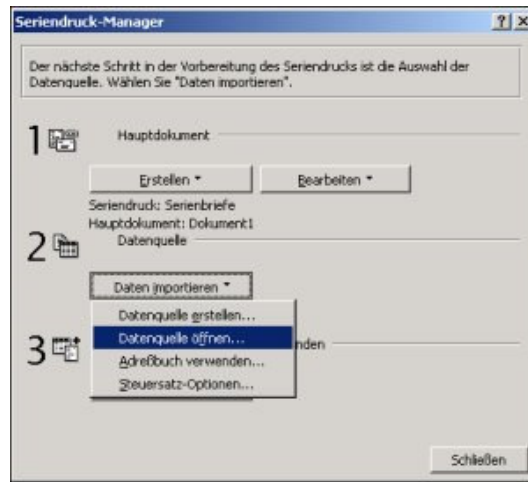 Seriendruck-Manager
Der nächste Schritt in der Vorbereitung des Seriendrucks ist die Auswahl der
Datenquelle. Wählen Sie "Daten importieren".
1 Hauptdokument
Erstellen Bearbeiten
Seriendruck: Serienbriefe
Hauptdokument: Dokument1
2 Datenquelle
Daten importieren
Datenquelle erstellen...
Datenquelle öffnen...
3 nden
Adreßbuch verwenden...
Steuersatz-Optionen...
Schließen